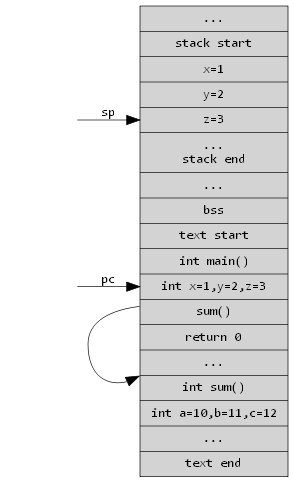 ...
stack start
x=1
y=2
sp
z=3
...
stack end
...
bss
text start
int main()
pc
int x=1,y=2,z=3
sum()
return 0
...
int sum()
int a=10,b=11,c=12
...
text end